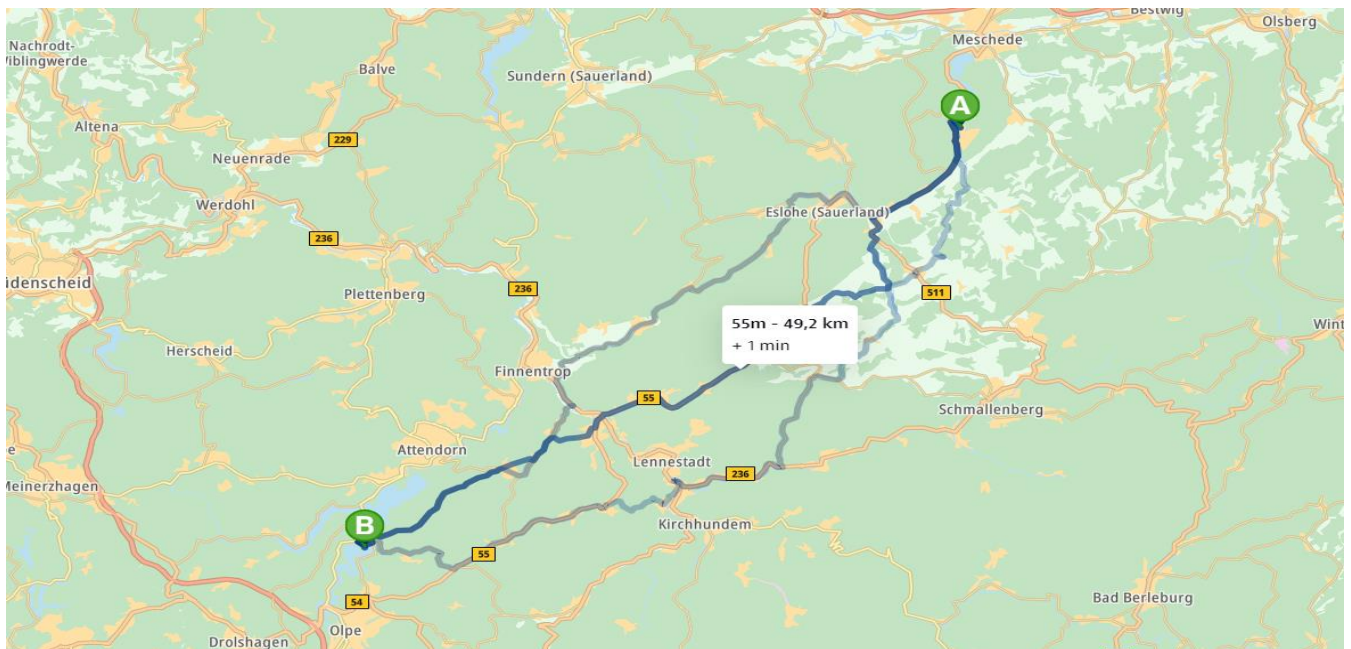 Bestwig
Olsberg
Meschede
Nachrodt-
Viblingwerde
Balve
Sundern (Sauerland)
A
Altena
229
Neuenrade
Werdohl
Eslohe (Sauerland)
236
idenscheid
Plettenberg
236
511
55m - 49,2 km
+ 1 min
Wint
Herscheid
Finnentrop
55
Schmallenberg
Attendorn
Lennestadt
236
Meinerzhagen
B
Kirchhundem
55
54
Bad Berleburg
Olpe
Drolshagen